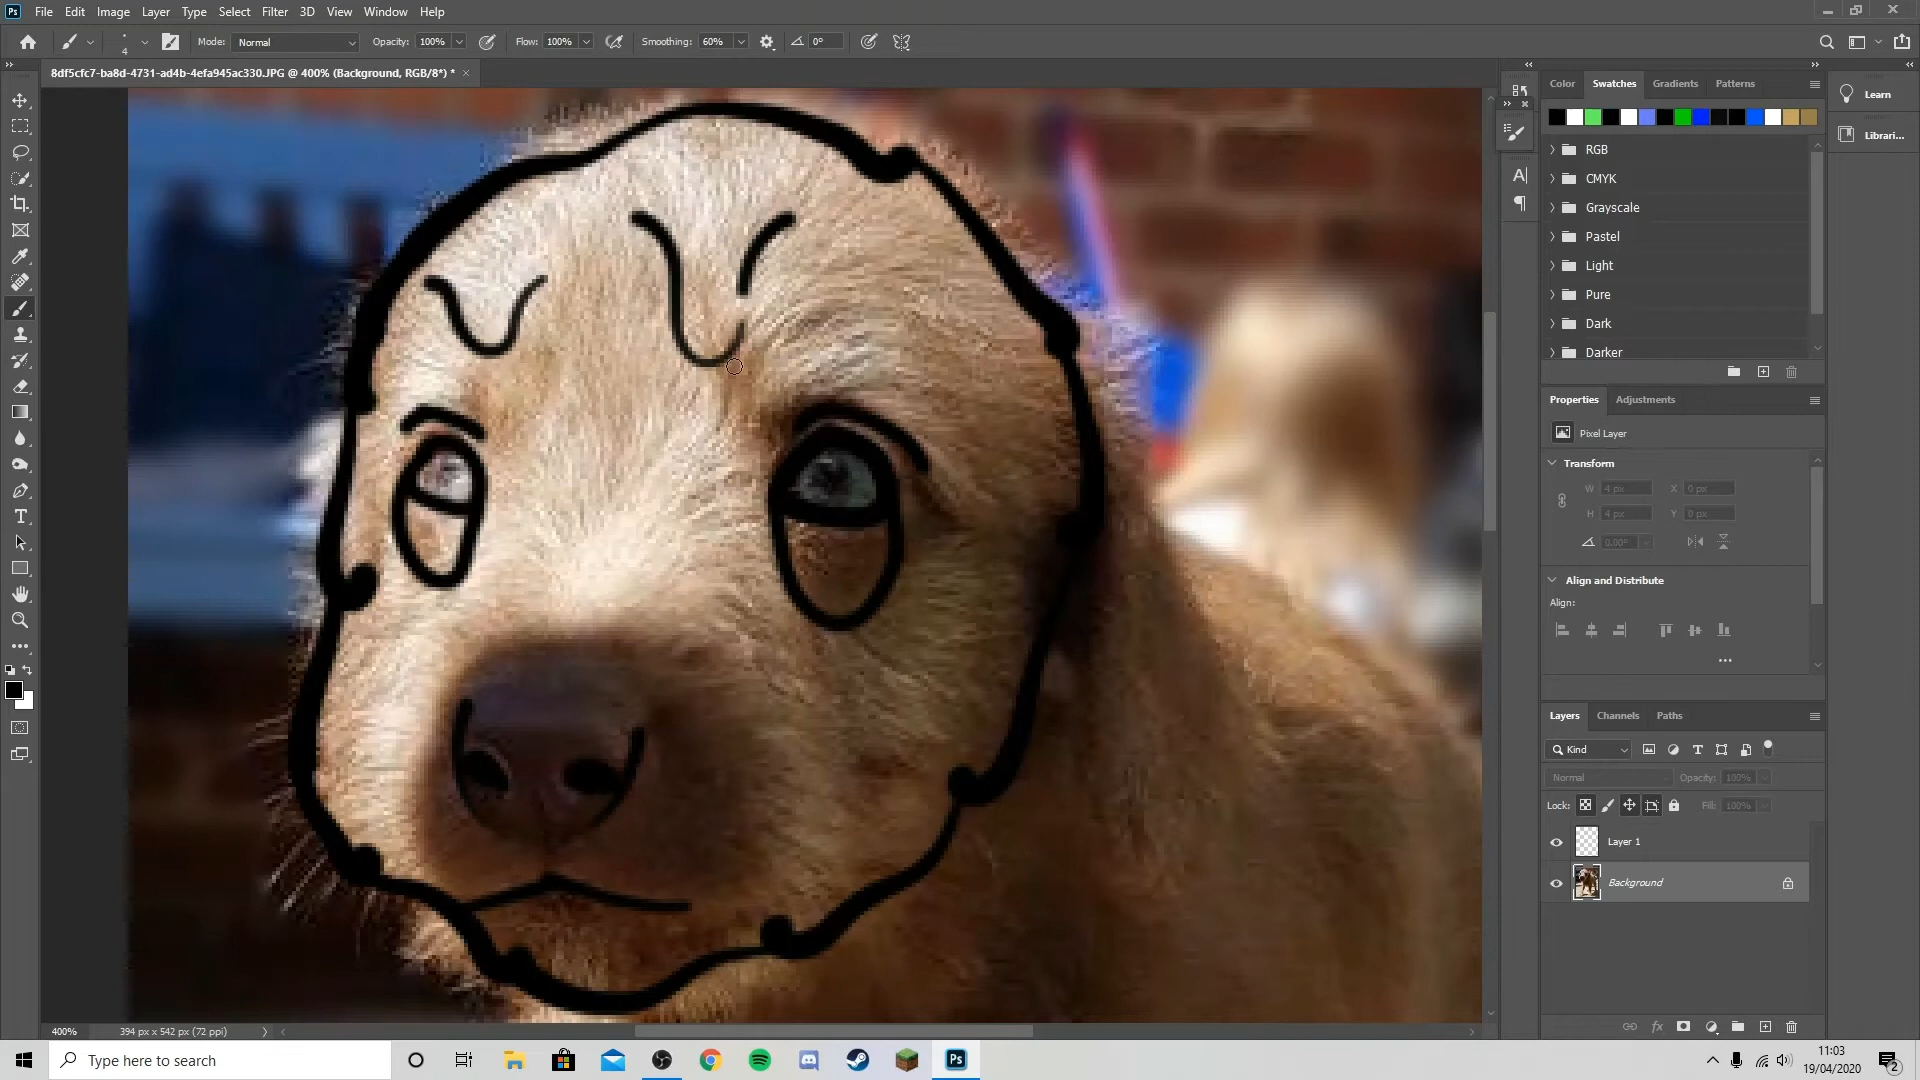 Ps File Edit Image Layer Type Select Filter 3D View Window Help
4 Mode: Normal Opacity: 100% Flow: 100% Smoothing: 60% 0°
8df5cfc7-ba8d-4731-ad4b-4efa945ac330.JPG @ 400% (Background, RGB/8*) *
Color Swatches Gradients Patterns
Learn
Librari...
RGB
CMYK
Grayscale
Pastel
Light
Pure
Dark
Darker
Properties Adjustments
Pixel Layer
Transform
W 4 px X 0 px
H 4 px Y 0 px
0.00°
Align and Distribute
Align:
Layers Channels Paths
Kind
Normal Opacity: 100%
Lock: Fill: 100%
Layer 1
Background
400% 394 px x 542 px (72 ppi)
Type here to search
Ps
11:03
19/04/2020
2